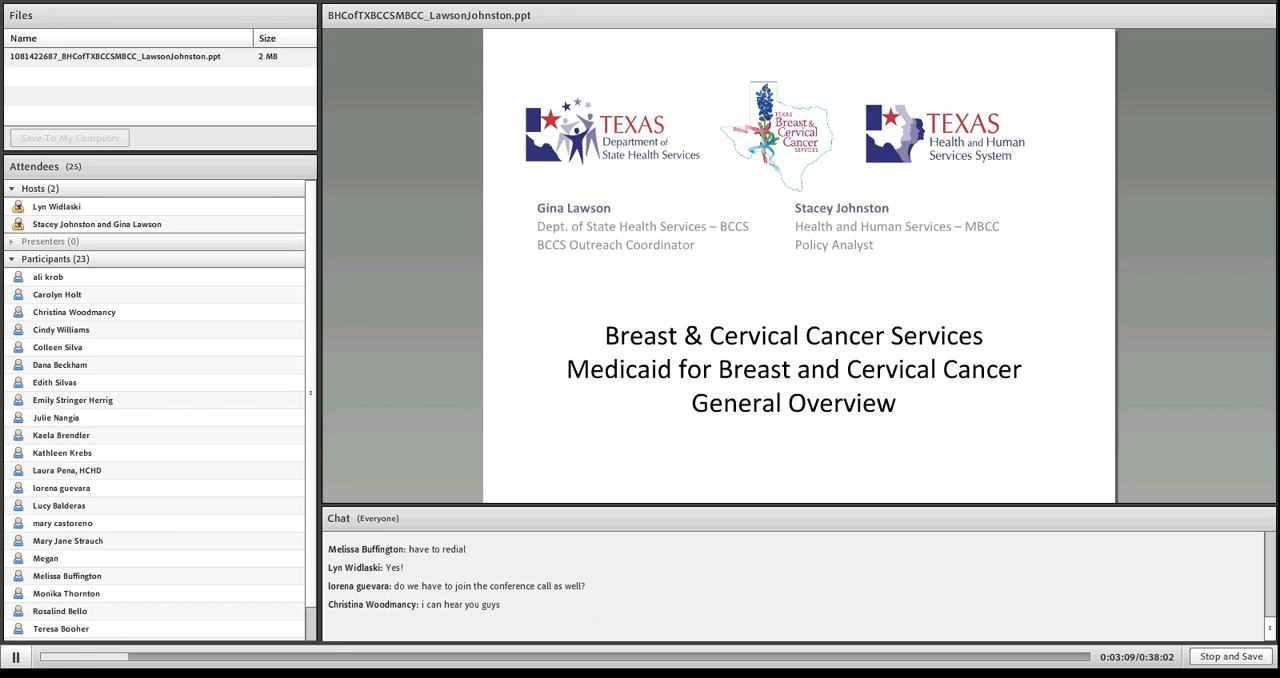 Files
Name Size
1081422687_BHCofTXBCCSMBCC_LawsonJohnston.ppt 2 MB
Save To My Computer
Attendees (25)
Hosts (2)
Lyn Widlaski
Stacey Johnston and Gina Lawson
Presenters (0)
Participants (23)
ali krob
Carolyn Holt
Christina Woodmancy
Cindy Williams
Colleen Silva
Dana Beckham
Edith Silvas
Emily Stringer Herrig
Julie Nangia
Kaela Brendler
Kathleen Krebs
Laura Pena, HCHD
lorena guevara
Lucy Balderas
mary castoreno
Mary Jane Strauch
Megan
Melissa Buffington
Monika Thornton
Rosalind Bello
Teresa Booher
BHCofTXBCCSMBCC_LawsonJohnston.ppt
TEXAS
Department of
State Health Services
TEXAS
Breast &
Cervical
Cancer
SERVICES
TEXAS
Health and Human
Services System
Gina Lawson
Dept. of State Health Services – BCCS
BCCS Outreach Coordinator
Stacey Johnston
Health and Human Services – MBCC
Policy Analyst
Breast & Cervical Cancer Services
Medicaid for Breast and Cervical Cancer
General Overview
Chat (Everyone)
Melissa Buffington: have to redial
Lyn Widlaski: Yes!
lorena guevara: do we have to join the conference call as well?
Christina Woodmancy: i can hear you guys
0:03:09/0:38:02 Stop and Save